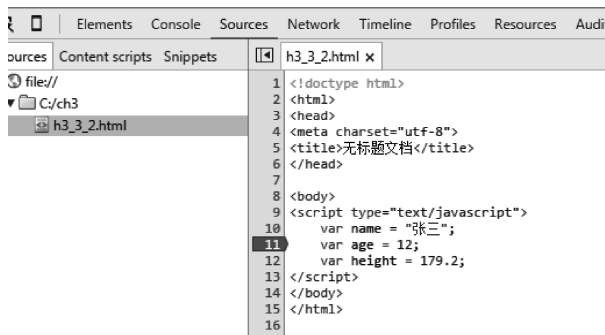 Elements Console Sources Network Timeline Profiles Resources Audi
ources Content scripts Snippets
h3_3_2.html ×
file://
C:/ch3
h3_3_2.html
1 <!doctype html>
2 <html>
3 <head>
4 <meta charset="utf-8">
5 <title>无标题文档</title>
6 </head>
7
8 <body>
9 <script type="text/javascript">
10 var name = "张三";
11 var age = 12;
12 var height = 179.2;
13 </script>
14 </body>
15 </html>
16